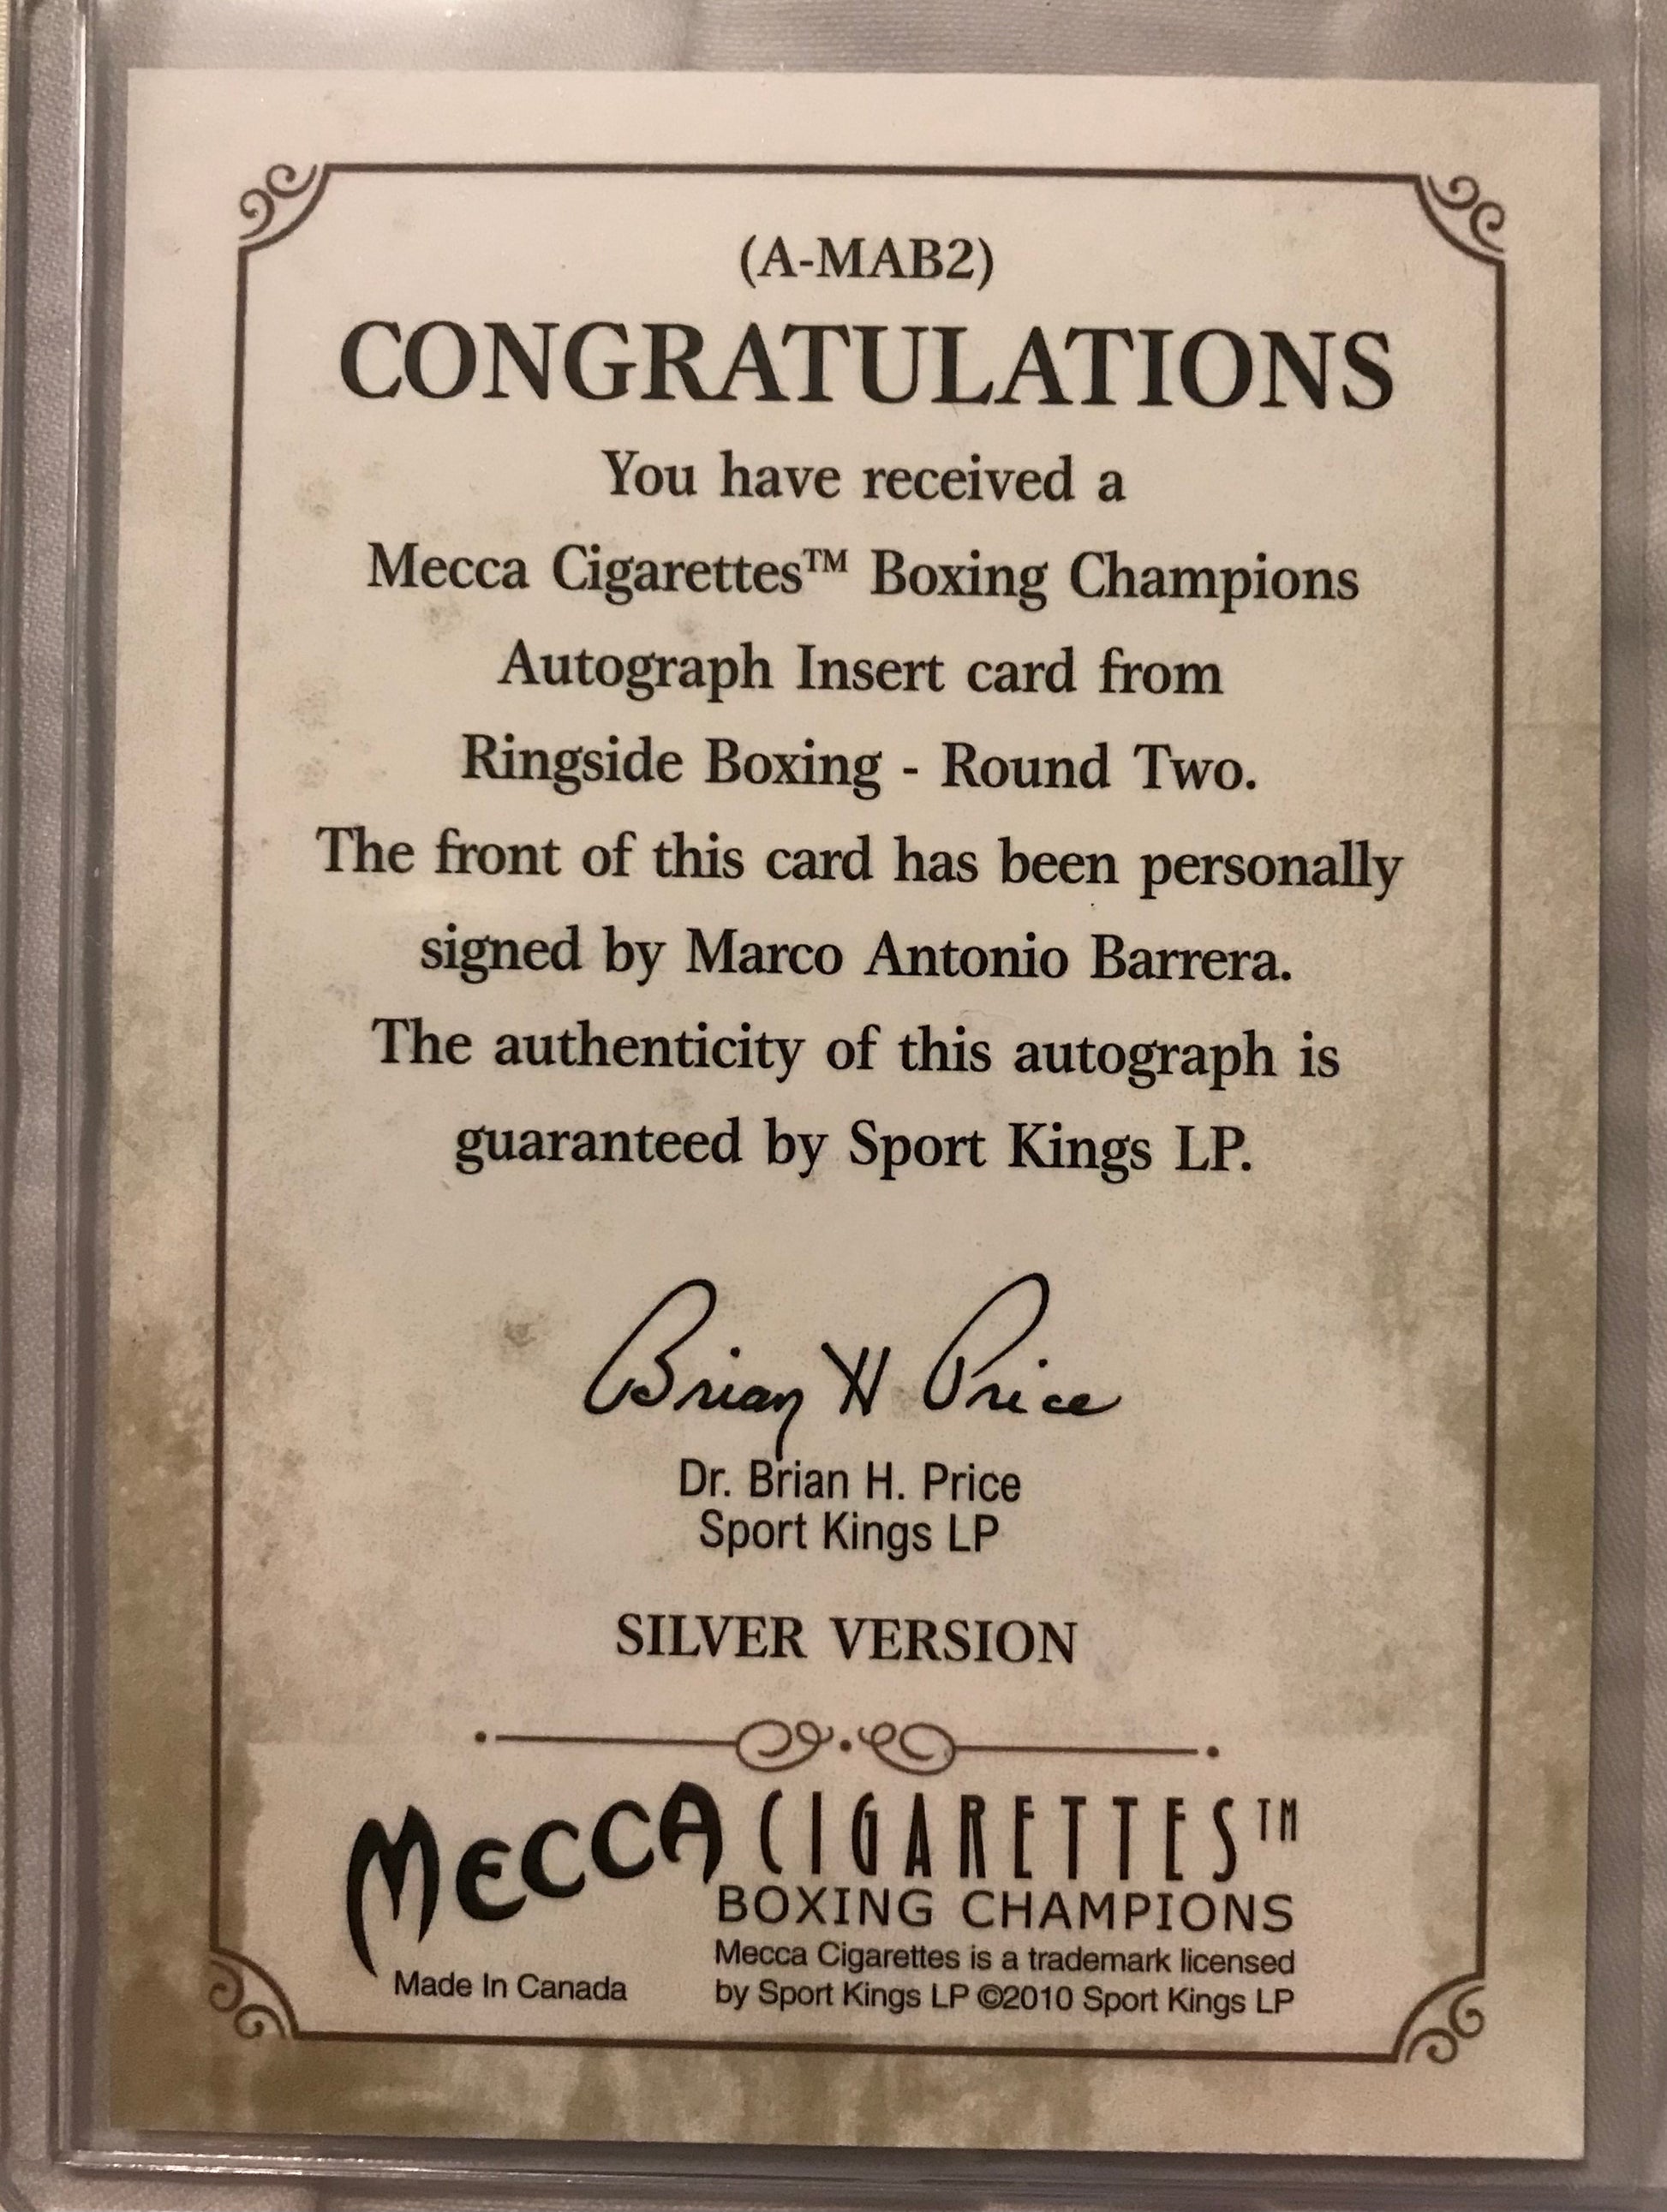 (A-MAB2)
CONGRATULATIONS
You have received a
Mecca Cigarettes™ Boxing Champions
Autograph Insert card from
Ringside Boxing - Round Two.
The front of this card has been personally
signed by Marco Antonio Barrera.
The authenticity of this autograph is
guaranteed by Sport Kings LP.
Brian H Price
Dr. Brian H. Price
Sport Kings LP
SILVER VERSION
MECCA CIGARETTES™
BOXING CHAMPIONS
Mecca Cigarettes is a trademark licensed
by Sport Kings LP ©2010 Sport Kings LP
Made In Canada